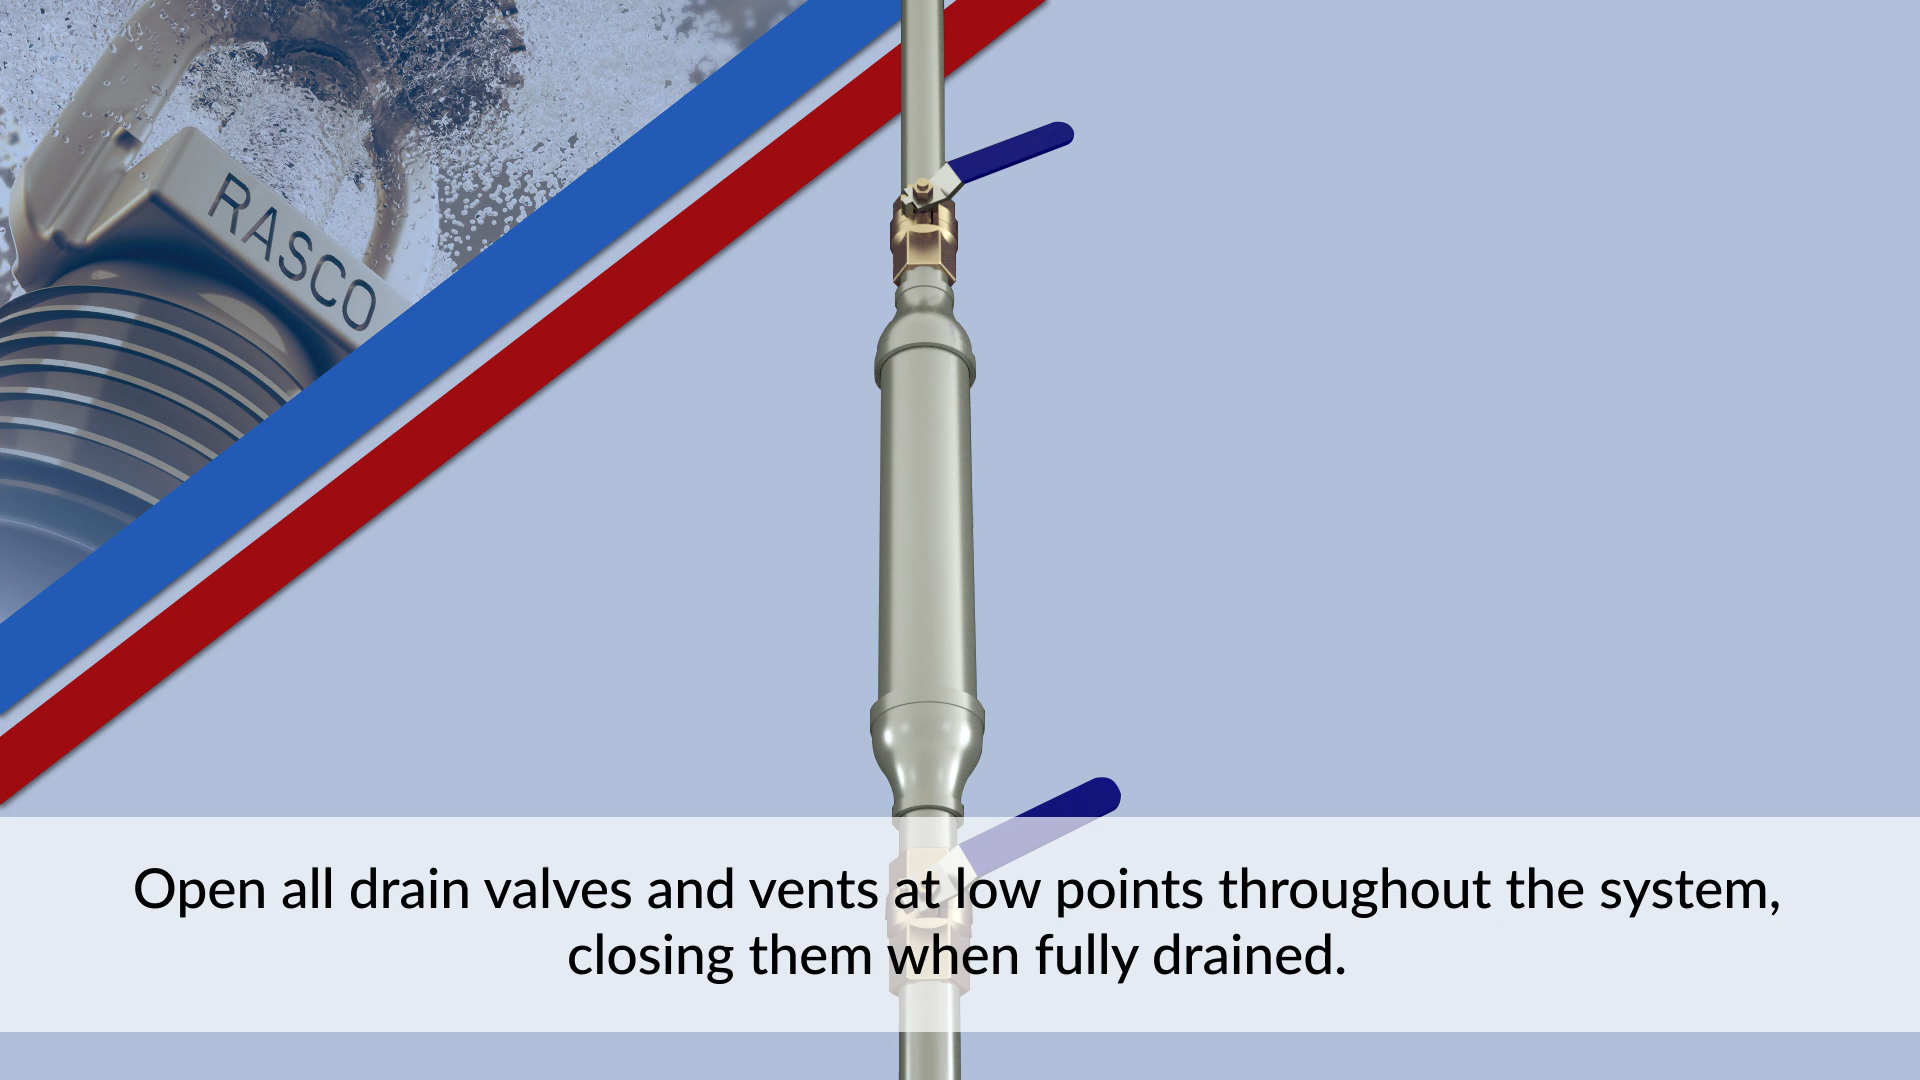 RASCO
Open all drain valves and vents at low points throughout the system,
closing them when fully drained.